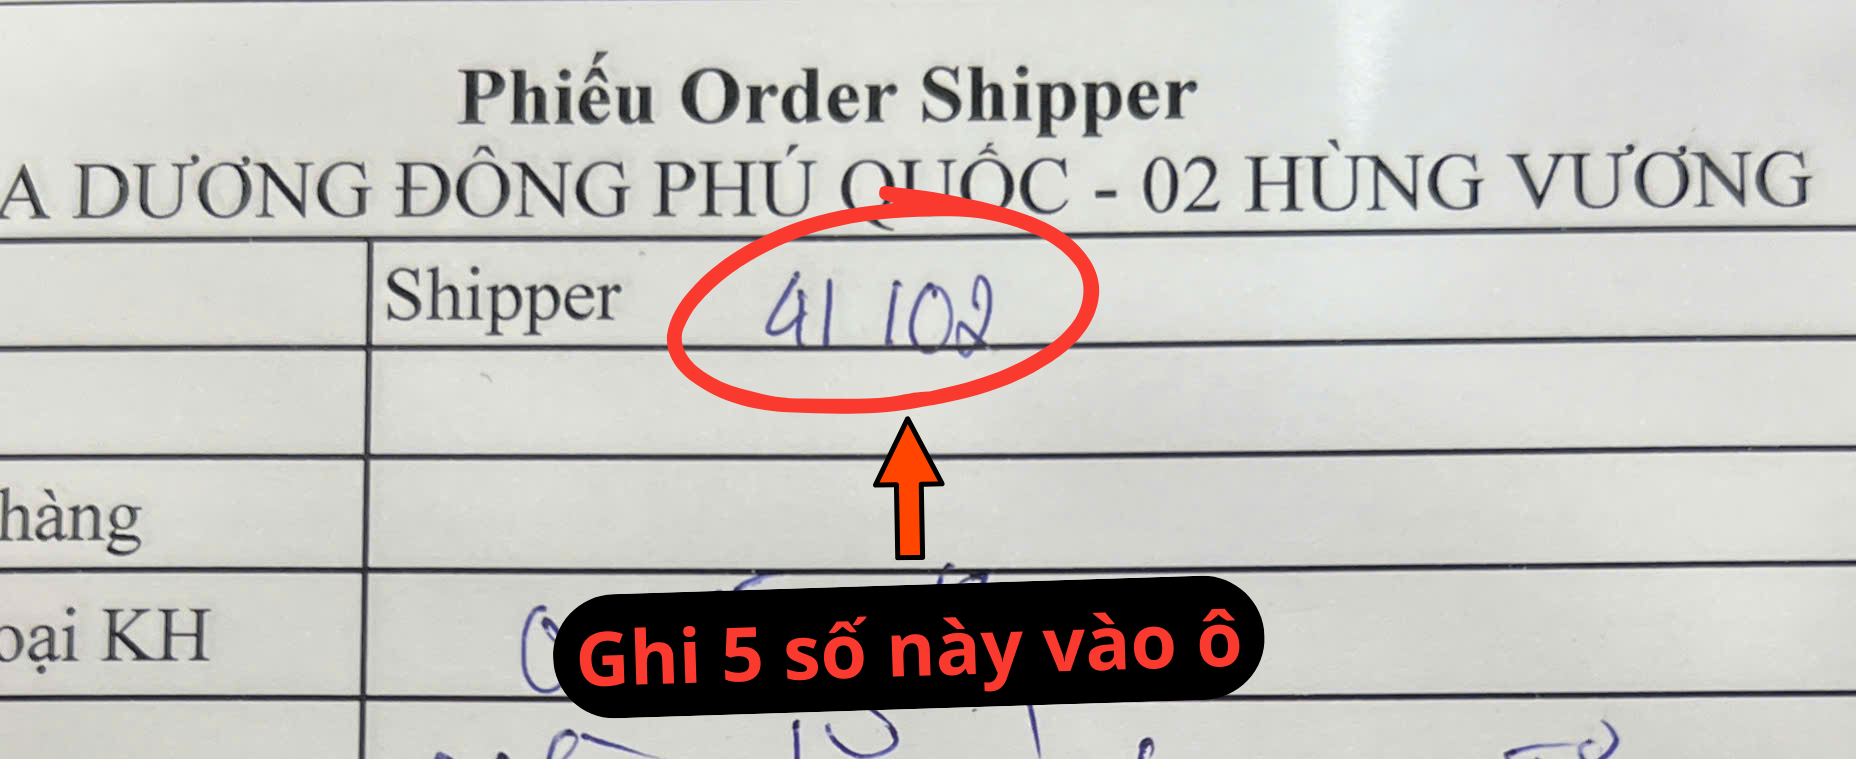 Phiếu Order Shipper
A DƯƠNG ĐÔNG PHÚ QUỐC - 02 HÙNG VƯƠNG
Shipper 41 102
hàng
oại KH
Ghi 5 số này vào ô